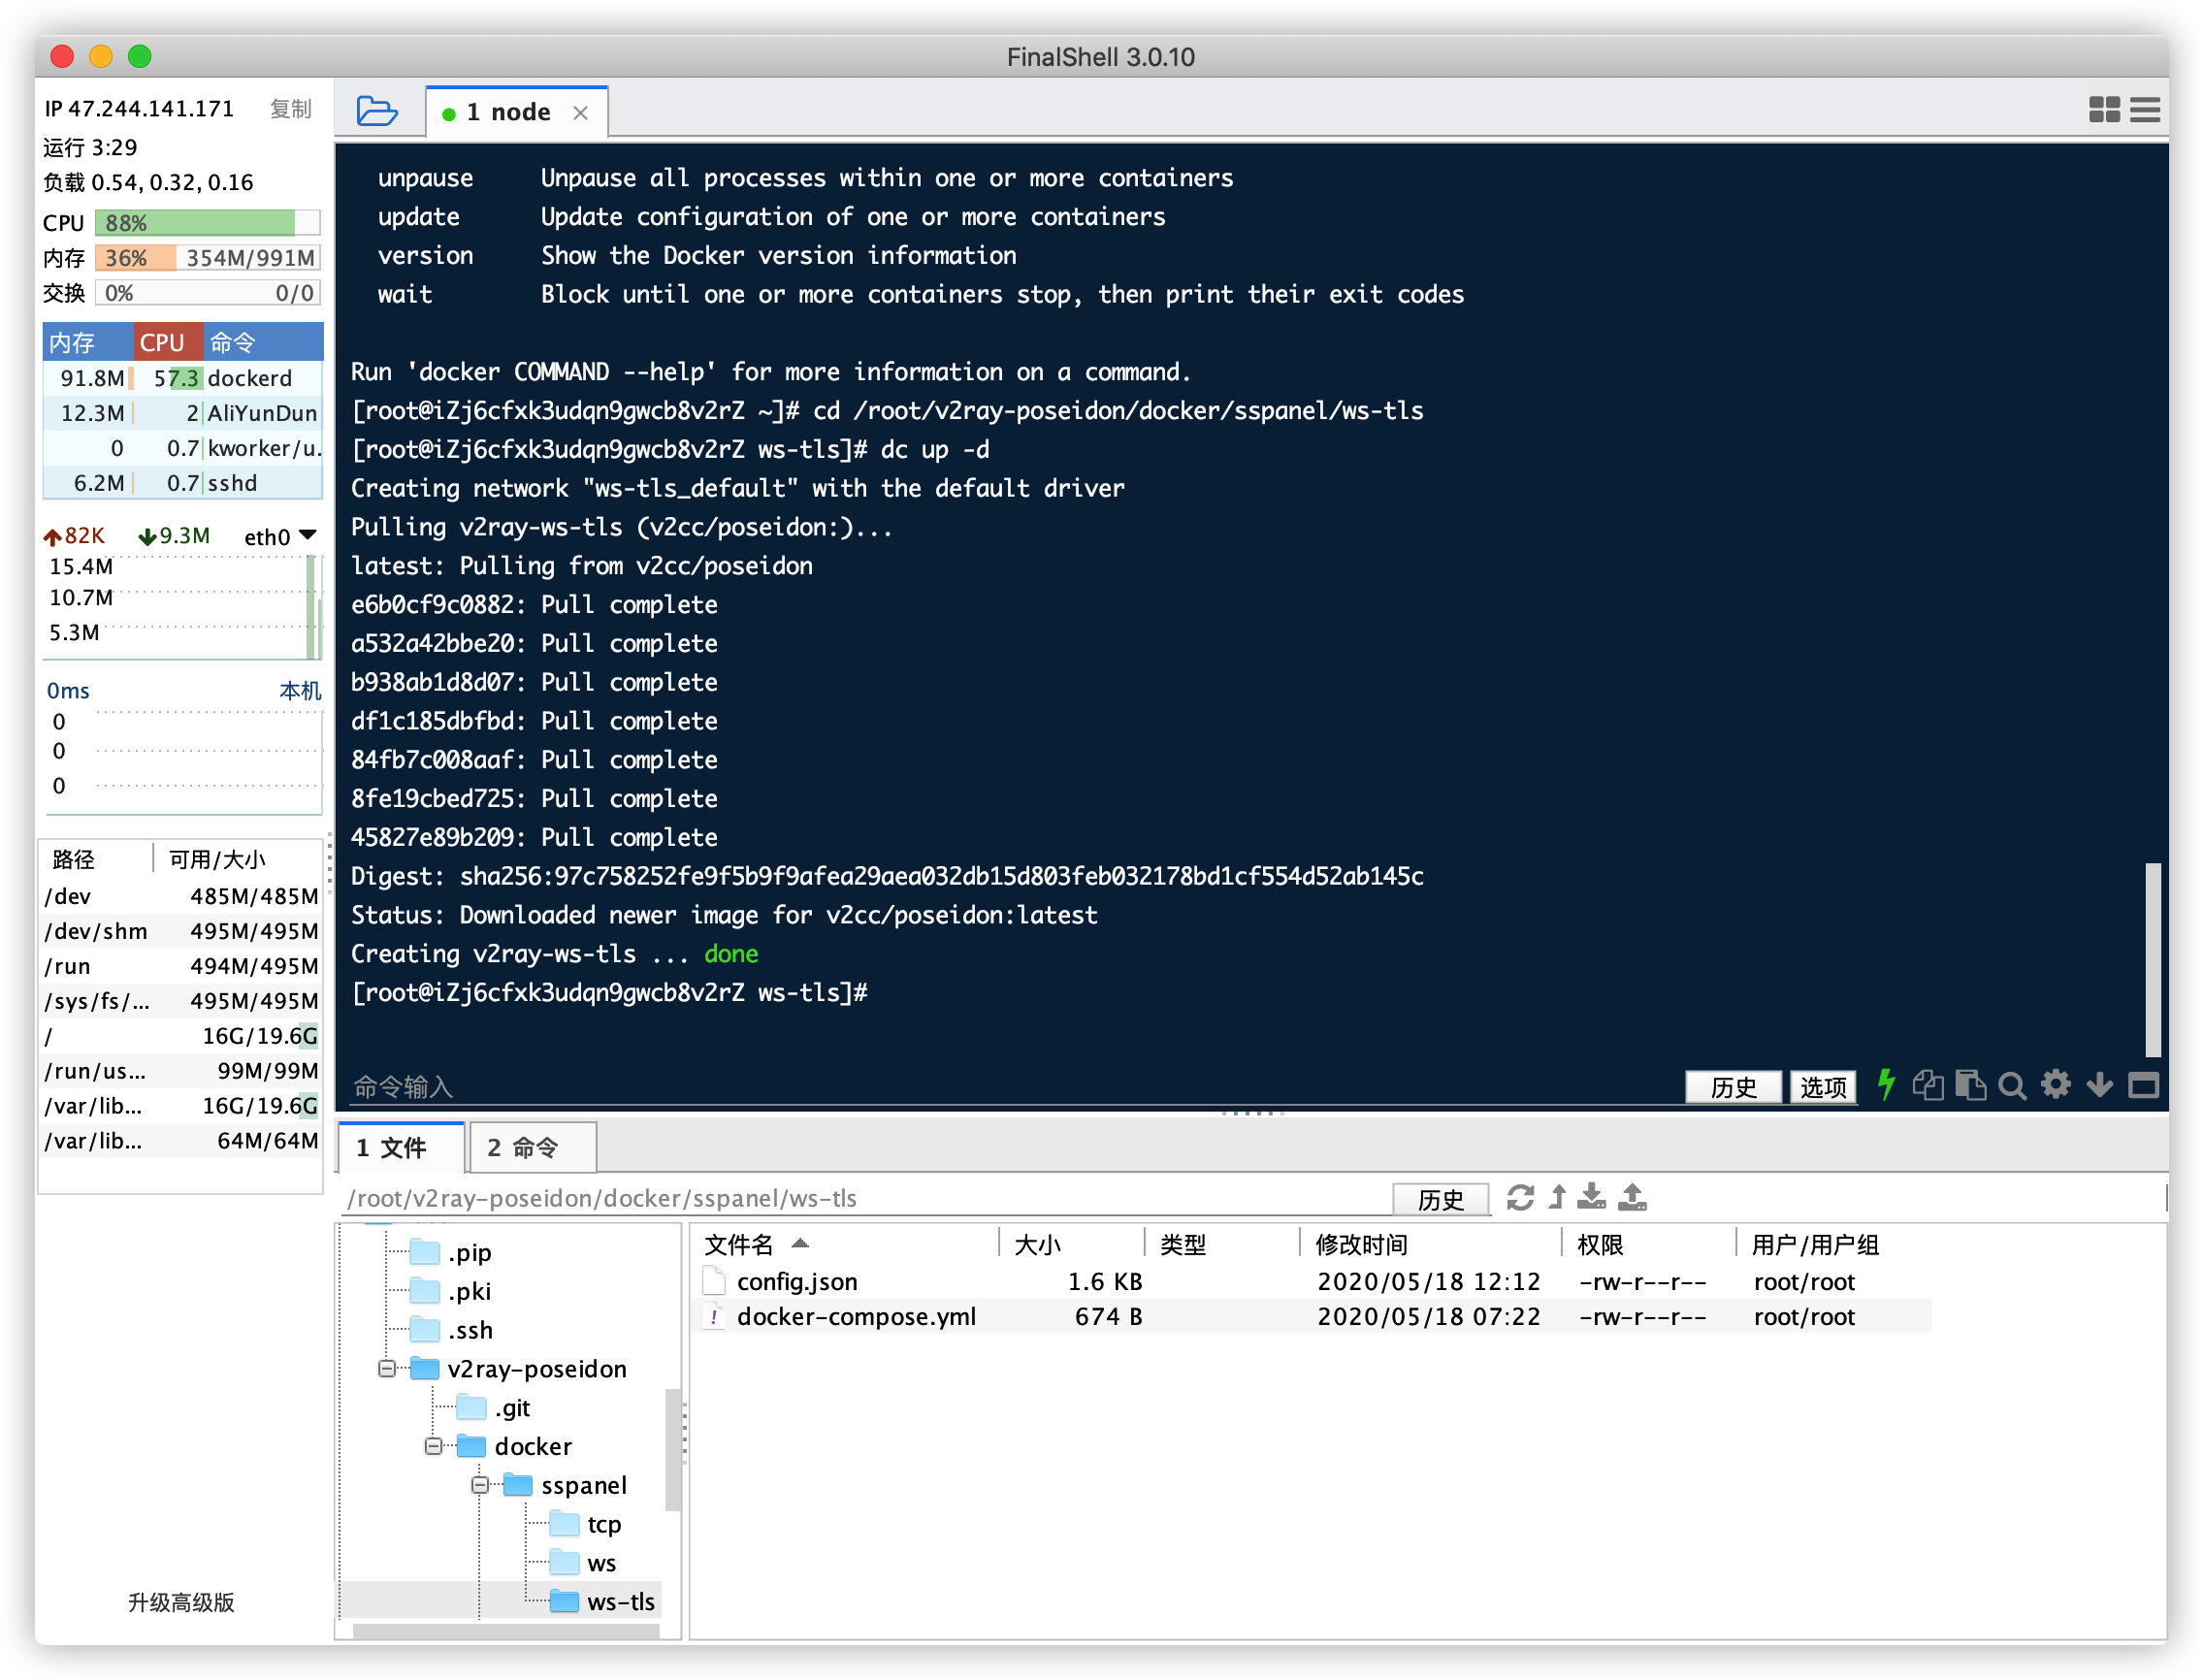 FinalShell 3.0.10
IP 47.244.141.171 复制
运行 3:29
负载 0.54, 0.32, 0.16
CPU 88%
内存 36% 354M/991M
交换 0% 0/0
内存 CPU 命令
91.8M 57.3 dockerd
12.3M 2 AliYunDun
0 0.7 kworker/u.
6.2M 0.7 sshd
82K 9.3M eth0
15.4M
10.7M
5.3M
0ms 本机
0
0
0
路径 可用/大小
/dev 485M/485M
/dev/shm 495M/495M
/run 494M/495M
/sys/fs/... 495M/495M
/ 16G/19.6G
/run/us... 99M/99M
/var/lib... 16G/19.6G
/var/lib... 64M/64M
升级高级版
1 node
unpause Unpause all processes within one or more containers
update Update configuration of one or more containers
version Show the Docker version information
wait Block until one or more containers stop, then print their exit codes
Run 'docker COMMAND --help' for more information on a command.
[root@iZj6cfxk3udqn9gwcb8v2rZ ~]# cd /root/v2ray-poseidon/docker/sspanel/ws-tls
[root@iZj6cfxk3udqn9gwcb8v2rZ ws-tls]# dc up -d
Creating network "ws-tls_default" with the default driver
Pulling v2ray-ws-tls (v2cc/poseidon:)...
latest: Pulling from v2cc/poseidon
e6b0cf9c0882: Pull complete
a532a42bbe20: Pull complete
b938ab1d8d07: Pull complete
df1c185dbfbd: Pull complete
84fb7c008aaf: Pull complete
8fe19cbed725: Pull complete
45827e89b209: Pull complete
Digest: sha256:97c758252fe9f5b9f9afea29aea032db15d803feb032178bd1cf554d52ab145c
Status: Downloaded newer image for v2cc/poseidon:latest
Creating v2ray-ws-tls ... done
[root@iZj6cfxk3udqn9gwcb8v2rZ ws-tls]#
命令输入 历史 选项
1 文件 2 命令
/root/v2ray-poseidon/docker/sspanel/ws-tls 历史
.pip
.pki
.ssh
v2ray-poseidon
.git
docker
sspanel
tcp
ws
ws-tls
文件名 大小 类型 修改时间 权限 用户/用户组
config.json 1.6 KB 2020/05/18 12:12 -rw-r--r-- root/root
docker-compose.yml 674 B 2020/05/18 07:22 -rw-r--r-- root/root